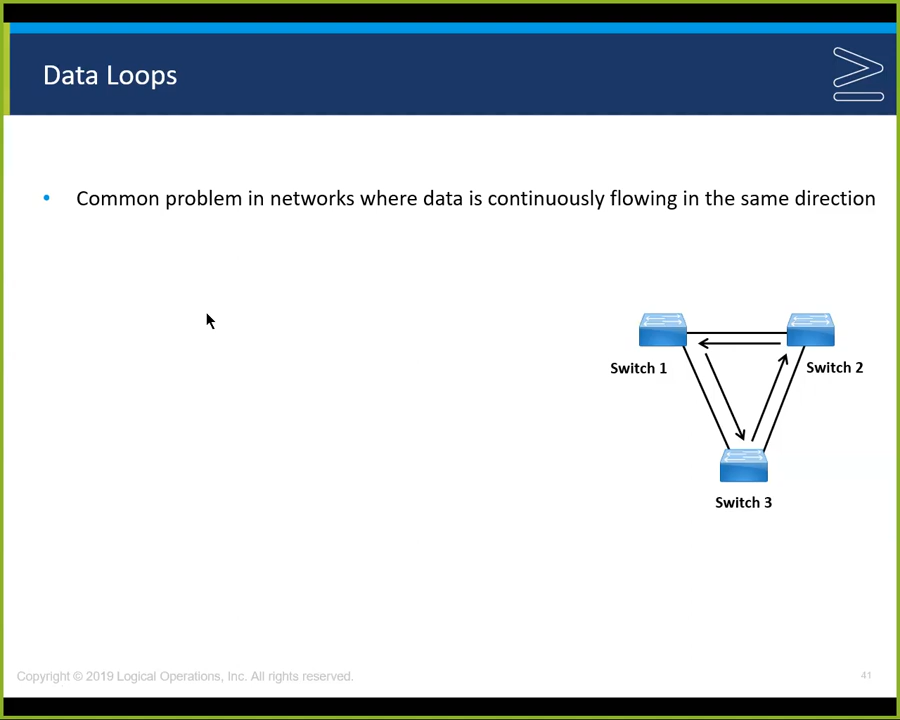 Data Loops
• Common problem in networks where data is continuously flowing in the same direction
Switch 1
Switch 2
Switch 3
Copyright © 2019 Logical Operations, Inc. All rights reserved.
41